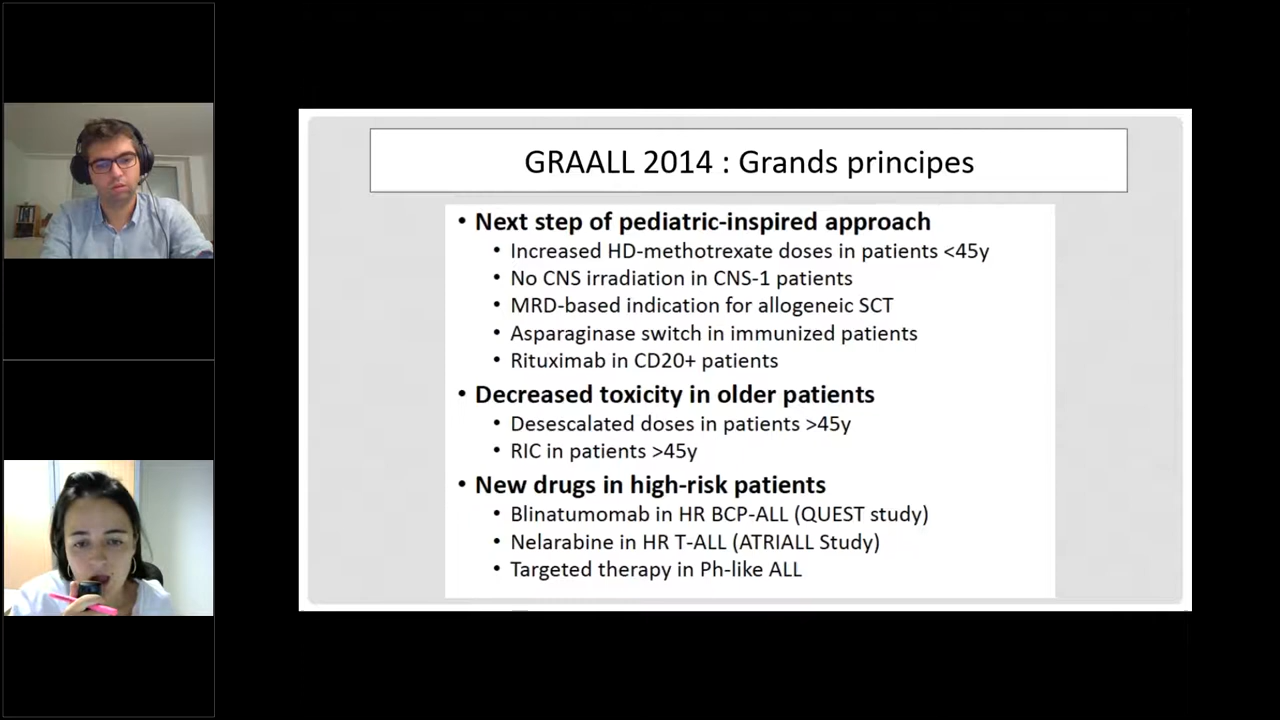 GRAALL 2014 : Grands principes
• Next step of pediatric-inspired approach
• Increased HD-methotrexate doses in patients <45y
• No CNS irradiation in CNS-1 patients
• MRD-based indication for allogeneic SCT
• Asparaginase switch in immunized patients
• Rituximab in CD20+ patients
• Decreased toxicity in older patients
• Desescalated doses in patients >45y
• RIC in patients >45y
• New drugs in high-risk patients
• Blinatumomab in HR BCP-ALL (QUEST study)
• Nelarabine in HR T-ALL (ATRIALL Study)
• Targeted therapy in Ph-like ALL